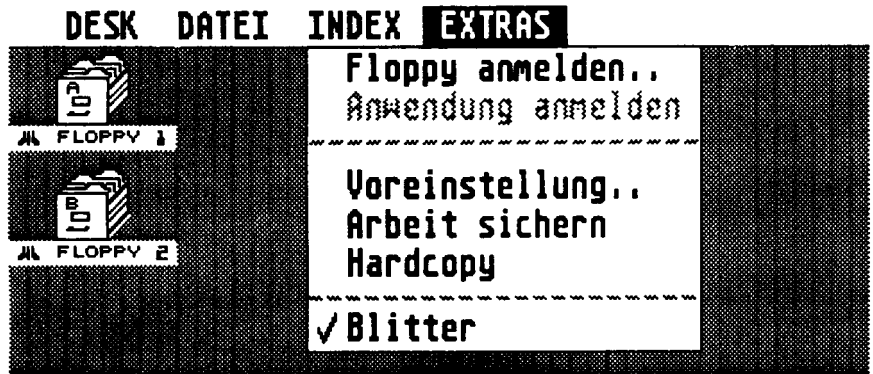 DESK DATEI INDEX EXTRAS
Floppy anmelden..
Anwendung anmelden
Voreinstellung..
Arbeit sichern
Hardcopy
✓Blitter
A
FLOPPY 1
B
FLOPPY 2